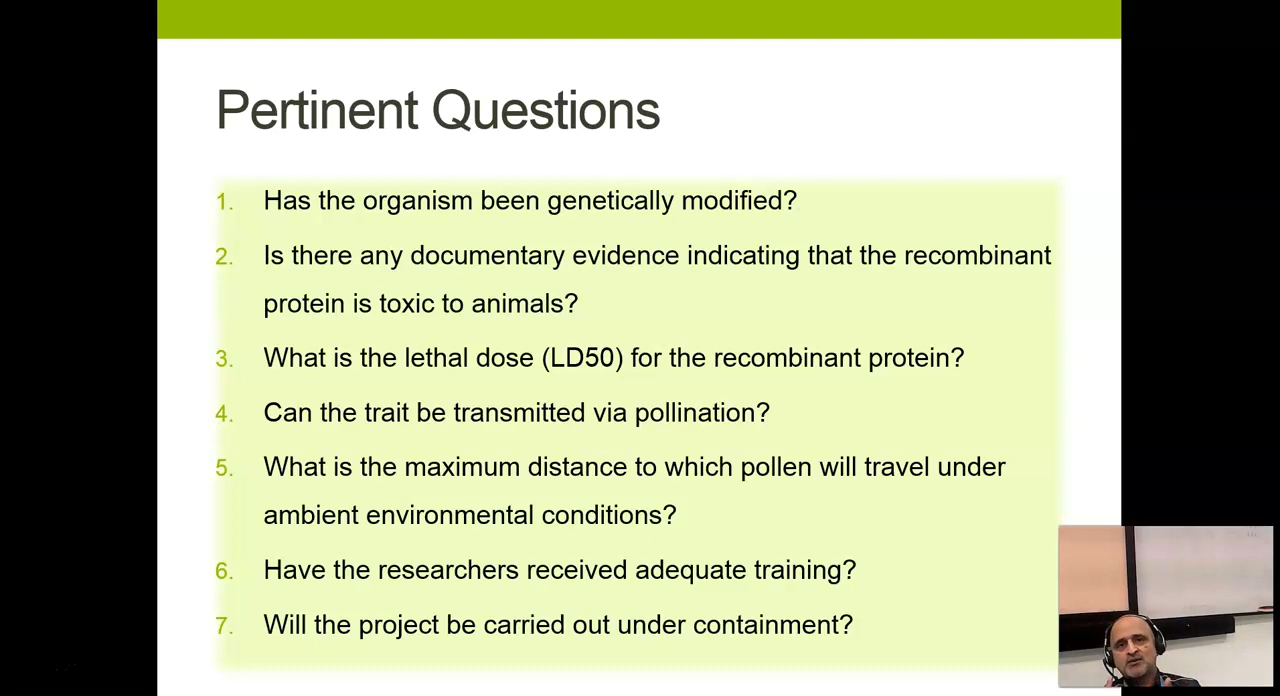 Pertinent Questions
1. Has the organism been genetically modified?
2. Is there any documentary evidence indicating that the recombinant
protein is toxic to animals?
3. What is the lethal dose (LD50) for the recombinant protein?
4. Can the trait be transmitted via pollination?
5. What is the maximum distance to which pollen will travel under
ambient environmental conditions?
6. Have the researchers received adequate training?
7. Will the project be carried out under containment?